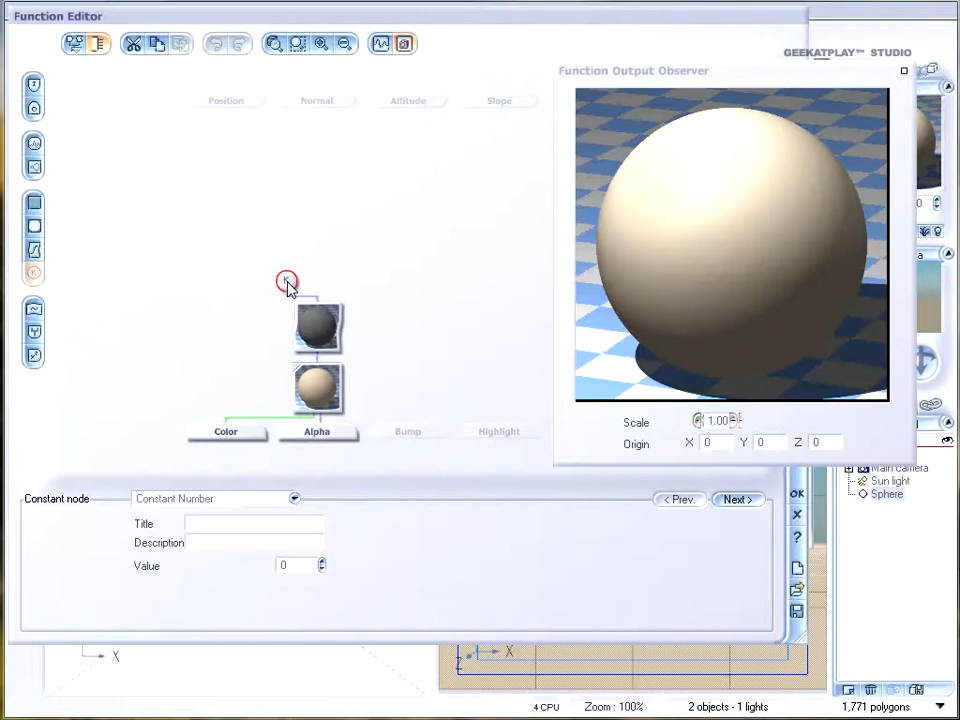 Function Editor
GEEKATPLAY™ STUDIO
Function Output Observer
Position Normal Altitude Slope
K
K
Scale 1.00
Origin X 0 Y 0 Z 0
Color Alpha Bump Highlight
Main camera
Sun light
Sphere
Constant node Constant Number < Prev. Next >
OK
Title
Description
Value 0
?
X
X
4 CPU Zoom : 100% 2 objects - 1 lights 1,771 polygons